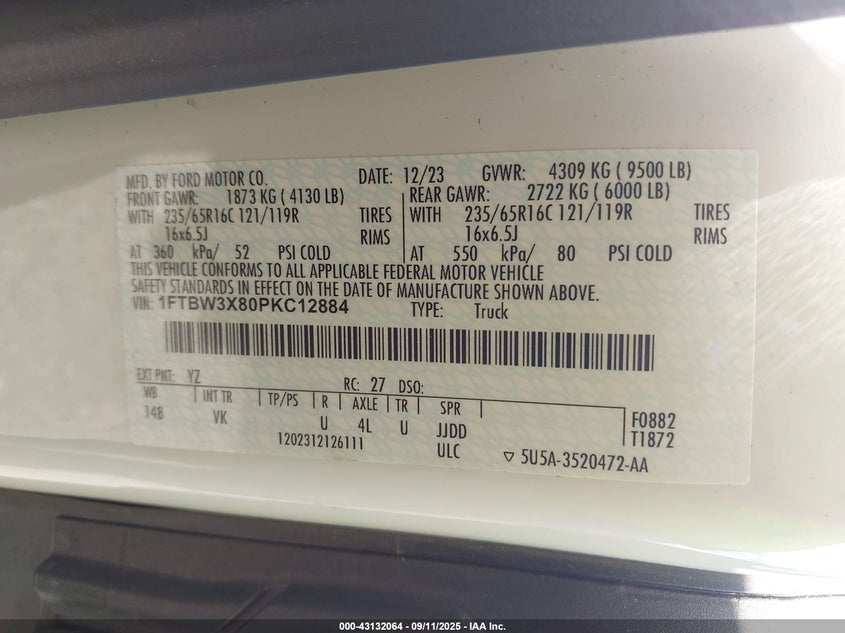 MFD. BY FORD MOTOR CO. DATE: 12/23 GVWR: 4309 KG ( 9500 LB)
FRONT GAWR: 1873 KG ( 4130 LB) REAR GAWR: 2722 KG ( 6000 LB)
WITH 235/65R16C 121/119R TIRES WITH 235/65R16C 121/119R TIRES
16x6.5J RIMS 16x6.5J RIMS
AT 360 kPa/ 52 PSI COLD AT 550 kPa/ 80 PSI COLD
THIS VEHICLE CONFORMS TO ALL APPLICABLE FEDERAL MOTOR VEHICLE
SAFETY STANDARDS IN EFFECT ON THE DATE OF MANUFACTURE SHOWN ABOVE.
VIN: 1FTBW3X80PKC12884 TYPE: Truck
EXT PNT: YZ RC: 27 DSO:
WB INT TR TP/PS R AXLE TR SPR
148 VK U 4L U JJDD
F0882
T1872
1202312126111 ULC
▽ 5U5A-3520472-AA
000-43132064 - 09/11/2025 - IAA Inc.